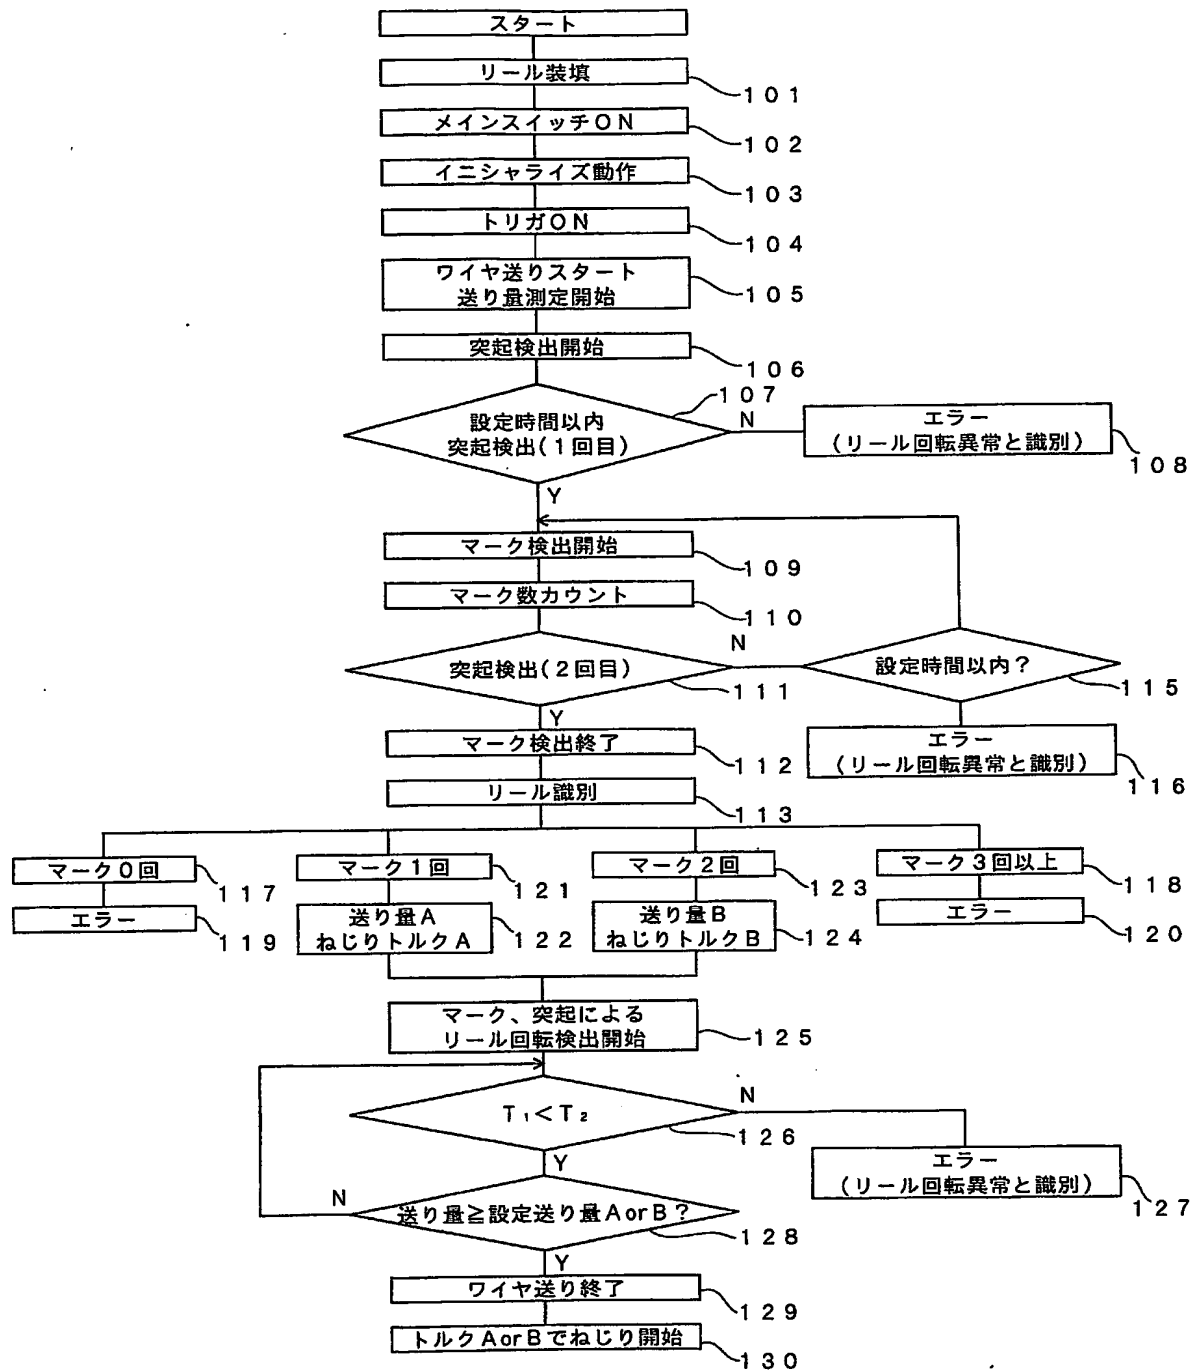 スタート
リール装填
101
メインスイッチON
102
イニシャライズ動作
103
トリガON
104
ワイヤ送りスタート
送り量測定開始
105
突起検出開始
106
107
設定時間以内
突起検出(1回目)
N
エラー
(リール回転異常と識別)
108
Y
マーク検出開始
109
マーク数カウント
110
突起検出(2回目)
111
N
設定時間以内?
115
Y
マーク検出終了
112
エラー
(リール回転異常と識別)
116
リール識別
113
マーク0回
117
マーク1回
121
マーク2回
123
マーク3回以上
118
エラー
119
送り量A
ねじりトルクA
122
送り量B
ねじりトルクB
124
エラー
120
マーク、突起による
リール回転検出開始
125
T₁<T₂
126
N
エラー
(リール回転異常と識別)
127
Y
送り量≧設定送り量AorB?
128
N
Y
ワイヤ送り終了
129
トルクAorBでねじり開始
130